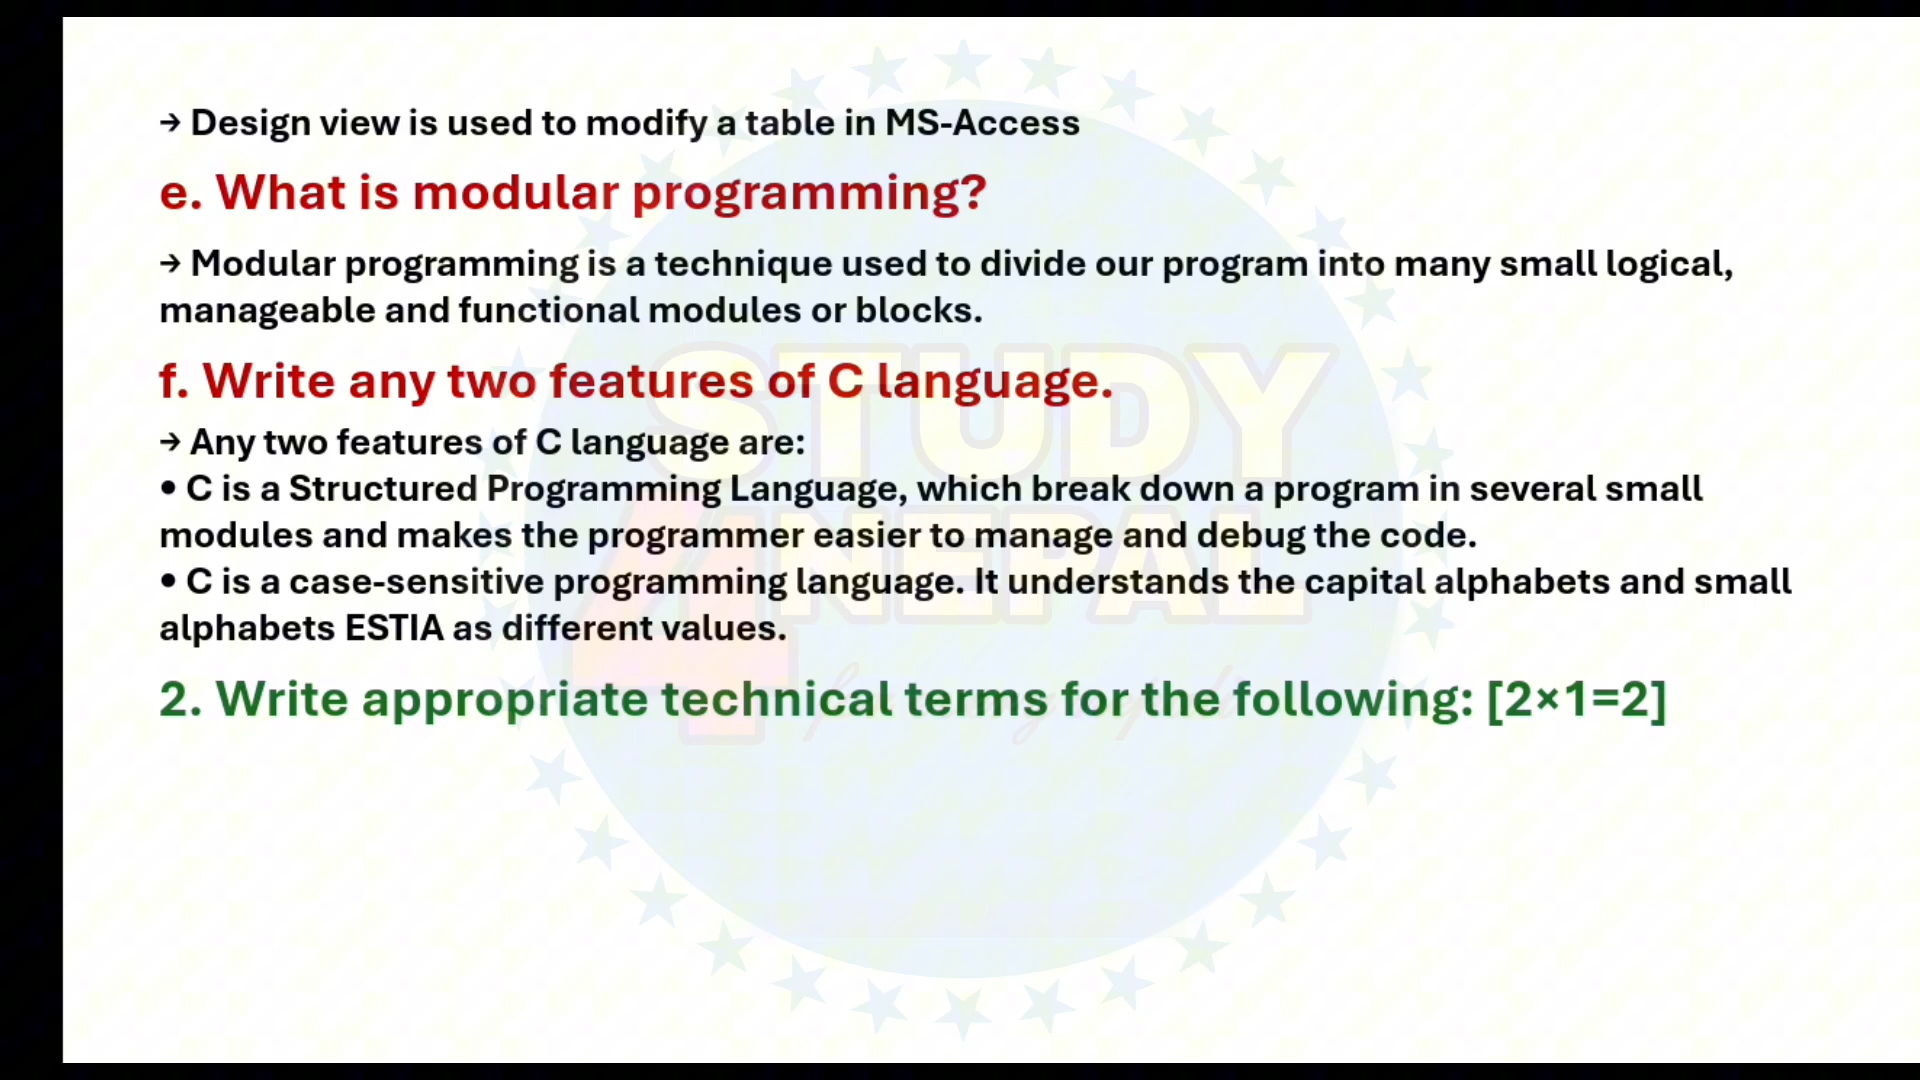 → Design view is used to modify a table in MS-Access
e. What is modular programming?
→ Modular programming is a technique used to divide our program into many small logical,
manageable and functional modules or blocks.
f. Write any two features of C language.
→ Any two features of C language are:
• C is a Structured Programming Language, which break down a program in several small
modules and makes the programmer easier to manage and debug the code.
• C is a case-sensitive programming language. It understands the capital alphabets and small
alphabets ESTIA as different values.
2. Write appropriate technical terms for the following: [2×1=2]
STUDY
4 NEPAL